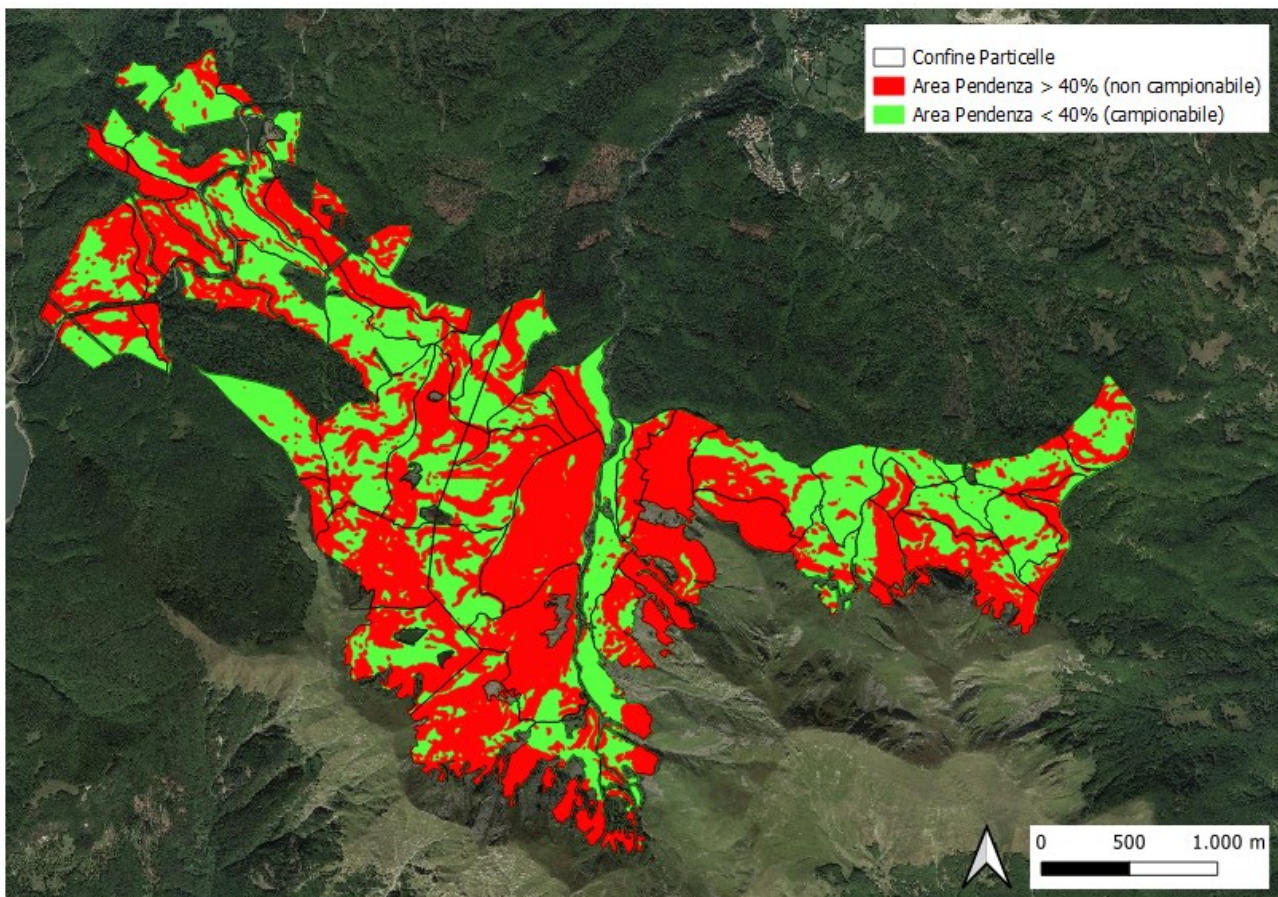 Confine Particelle
Area Pendenza > 40% (non campionabile)
Area Pendenza < 40% (campionabile)
0 500 1.000 m